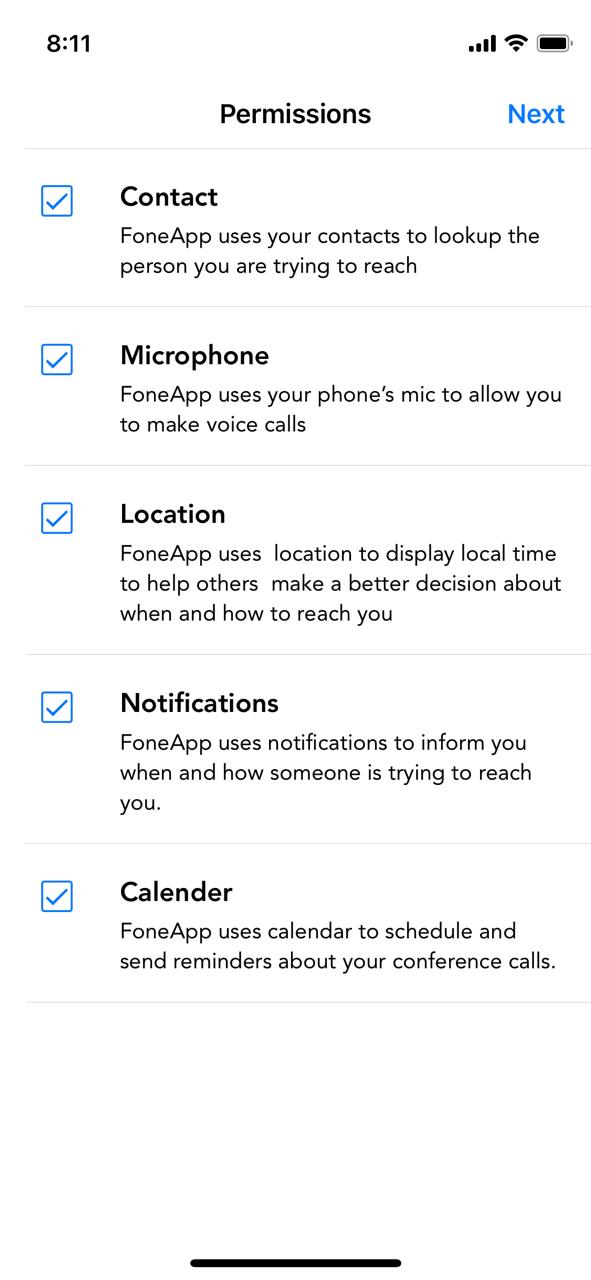 8:11
Permissions
Next
Contact
FoneApp uses your contacts to lookup the
person you are trying to reach
Microphone
FoneApp uses your phone’s mic to allow you
to make voice calls
Location
FoneApp uses  location to display local time
to help others  make a better decision about
when and how to reach you
Notifications
FoneApp uses notifications to inform you
when and how someone is trying to reach
you.
Calender
FoneApp uses calendar to schedule and
send reminders about your conference calls.